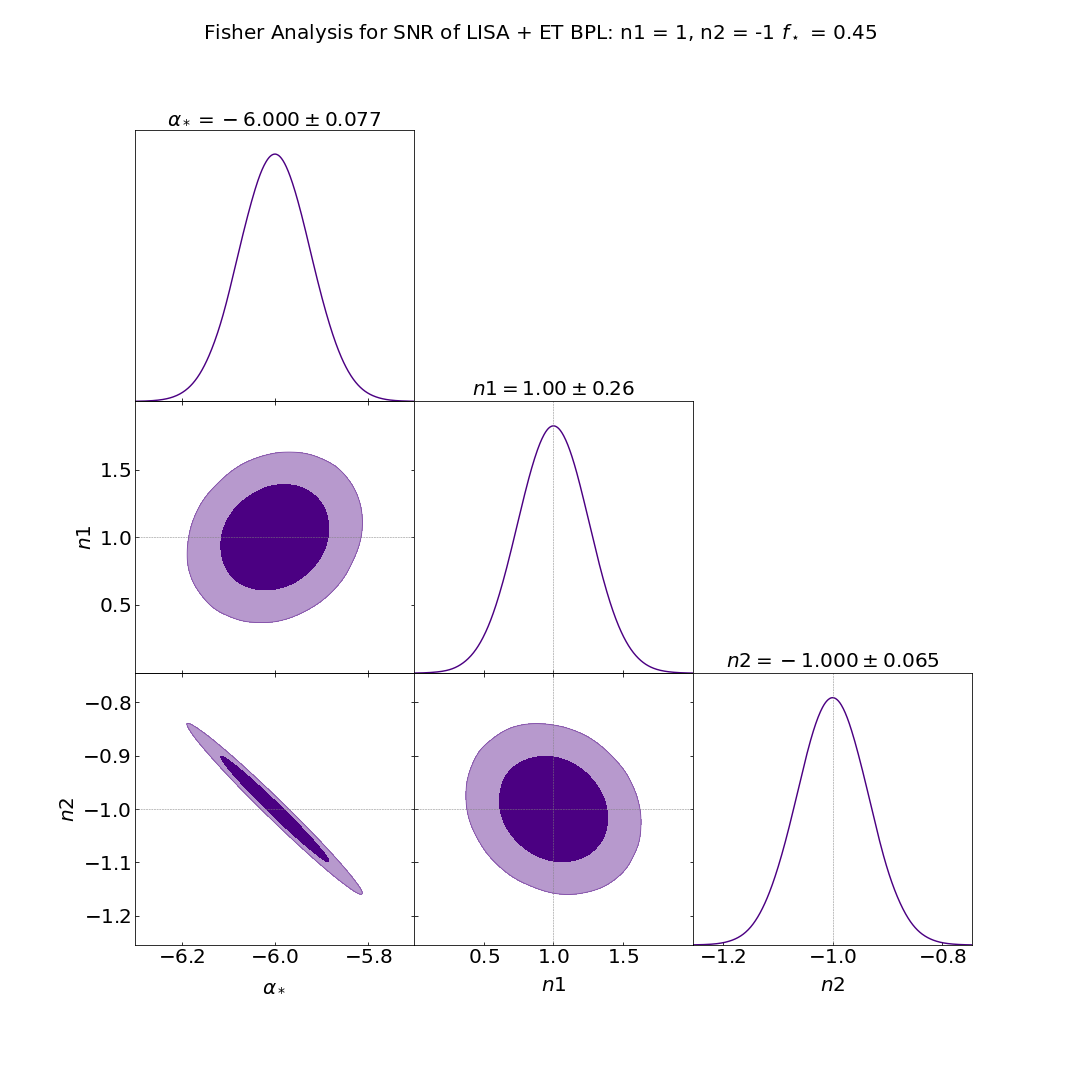 Fisher Analysis for SNR of LISA + ET BPL: n1 = 1, n2 = -1 f⋆ = 0.45
α* = −6.000 ± 0.077
n1 = 1.00 ± 0.26
1.5
1.0
0.5
n1
n2 = −1.000 ± 0.065
−0.8
−0.9
−1.0
−1.1
−1.2
n2
−6.2 −6.0 −5.8 0.5 1.0 1.5 −1.2 −1.0 −0.8
α* n1 n2